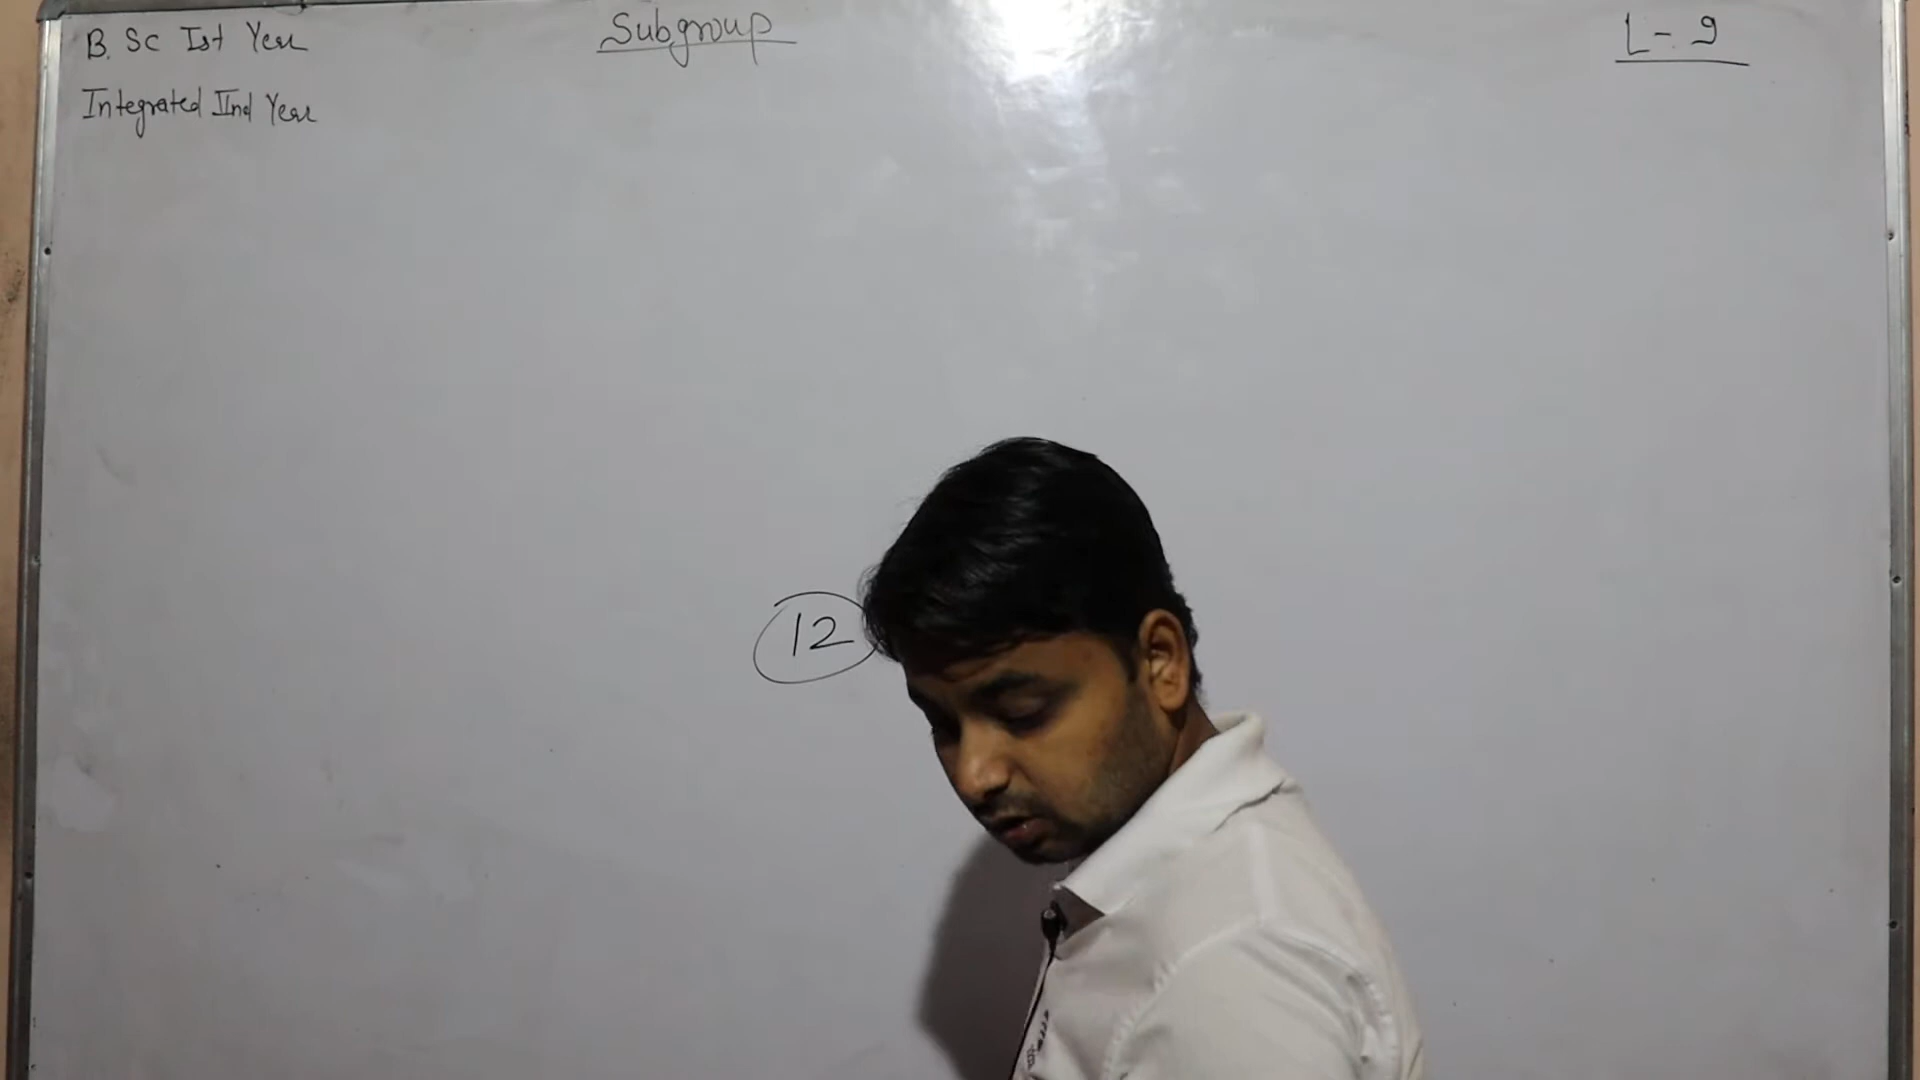 B. Sc Ist Year
Subgroup
L - 9
Integrated IInd Year
12